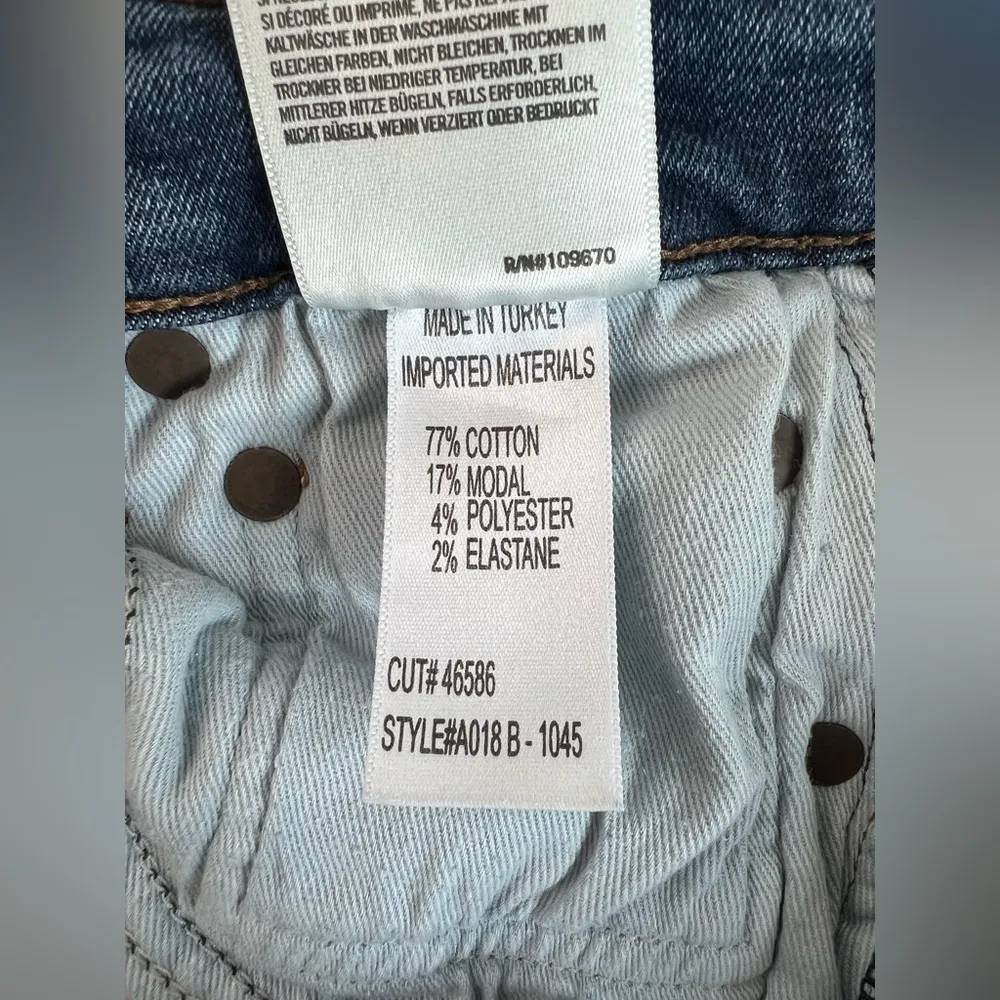 SI DÉCORÉ OU IMPRIMÉ, NE PAS
KALTWÄSCHE IN DER WASCHMASCHINE MIT
GLEICHEN FARBEN, NICHT BLEICHEN, TROCKNEN IM
TROCKNER BEI NIEDRIGER TEMPERATUR, BEI
MITTLERER HITZE BÜGELN, FALLS ERFORDERLICH,
NICHT BÜGELN, WENN VERZIERT ODER BEDRUCKT
R/N#109670
MADE IN TURKEY
IMPORTED MATERIALS
77% COTTON
17% MODAL
4% POLYESTER
2% ELASTANE
CUT# 46586
STYLE#A018 B - 1045